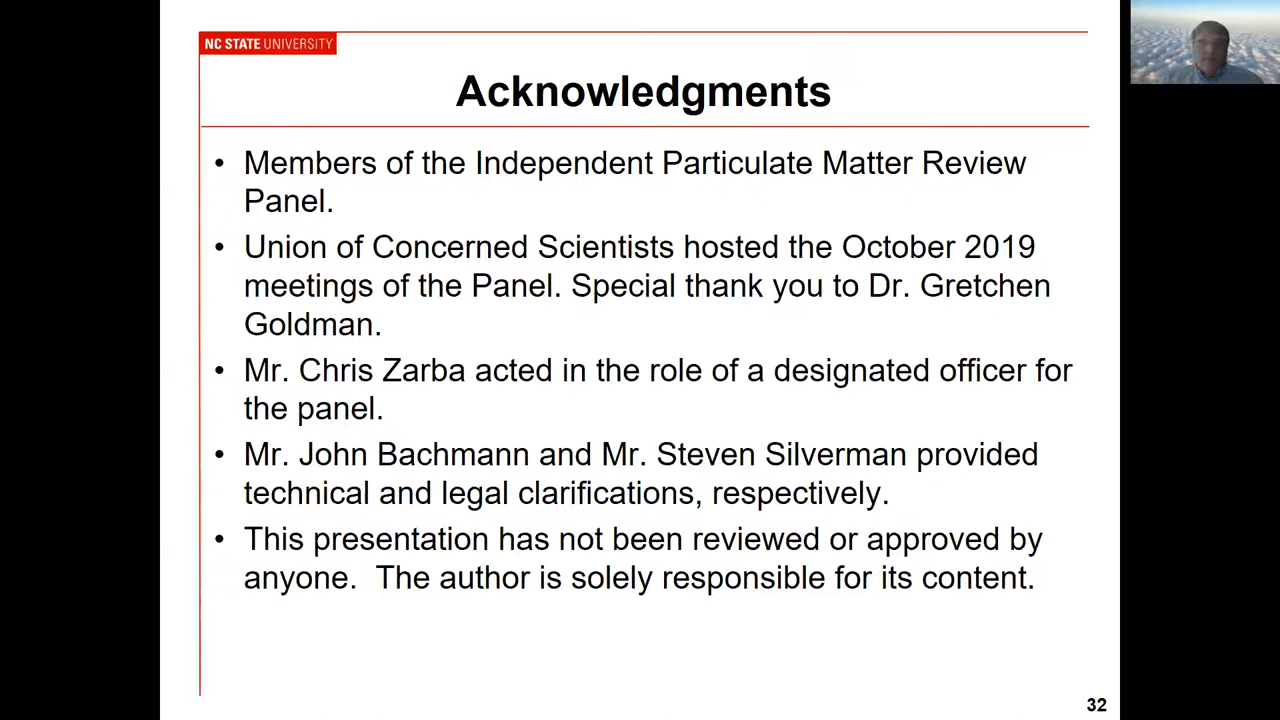 NC STATE UNIVERSITY
Acknowledgments
• Members of the Independent Particulate Matter Review
Panel.
• Union of Concerned Scientists hosted the October 2019
meetings of the Panel. Special thank you to Dr. Gretchen
Goldman.
• Mr. Chris Zarba acted in the role of a designated officer for
the panel.
• Mr. John Bachmann and Mr. Steven Silverman provided
technical and legal clarifications, respectively.
• This presentation has not been reviewed or approved by
anyone.  The author is solely responsible for its content.
32